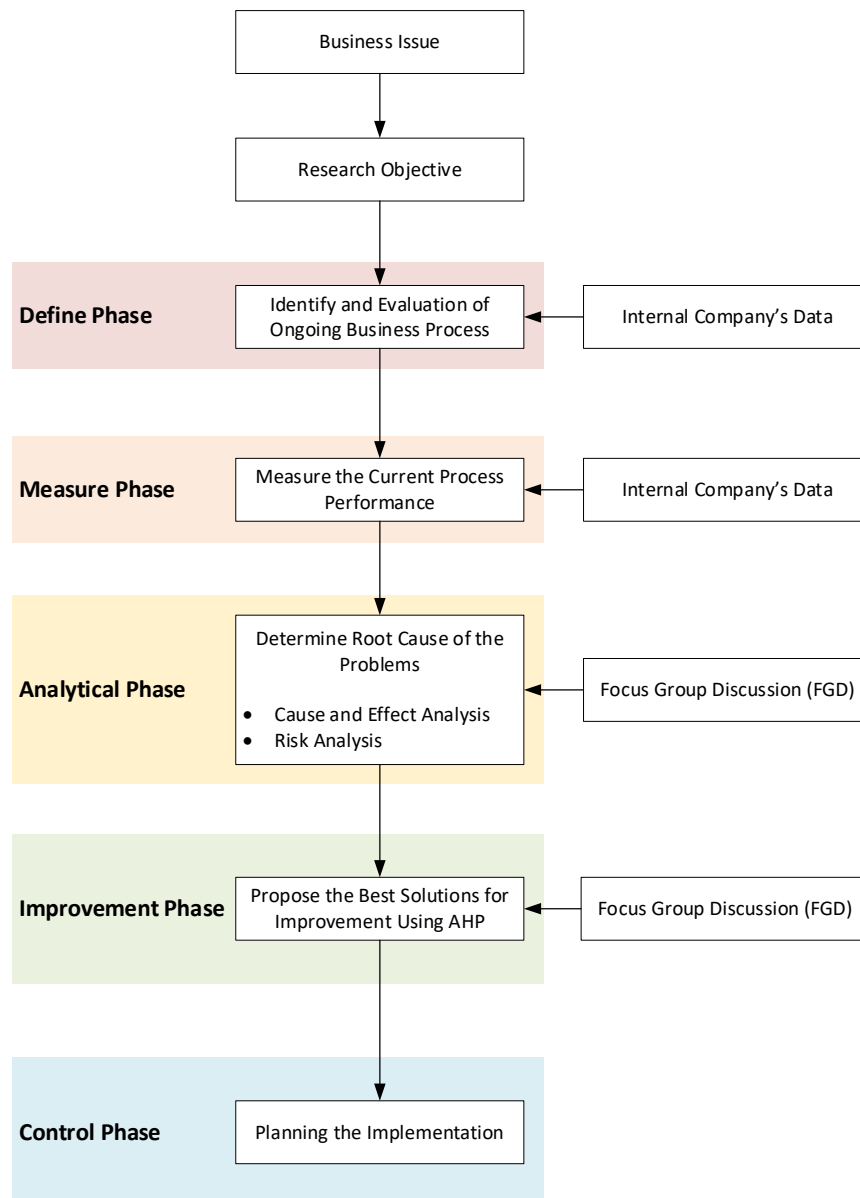 Business Issue
Research Objective
Define Phase
Identify and Evaluation of
Ongoing Business Process
Internal Company’s Data
Measure Phase
Measure the Current Process
Performance
Internal Company’s Data
Analytical Phase
Determine Root Cause of the
Problems
• Cause and Effect Analysis
• Risk Analysis
Focus Group Discussion (FGD)
Improvement Phase
Propose the Best Solutions for
Improvement Using AHP
Focus Group Discussion (FGD)
Control Phase
Planning the Implementation